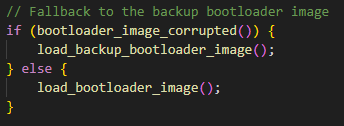 // Fallback to the backup bootloader image
if (bootloader_image_corrupted()) {
    load_backup_bootloader_image();
} else {
    load_bootloader_image();
}